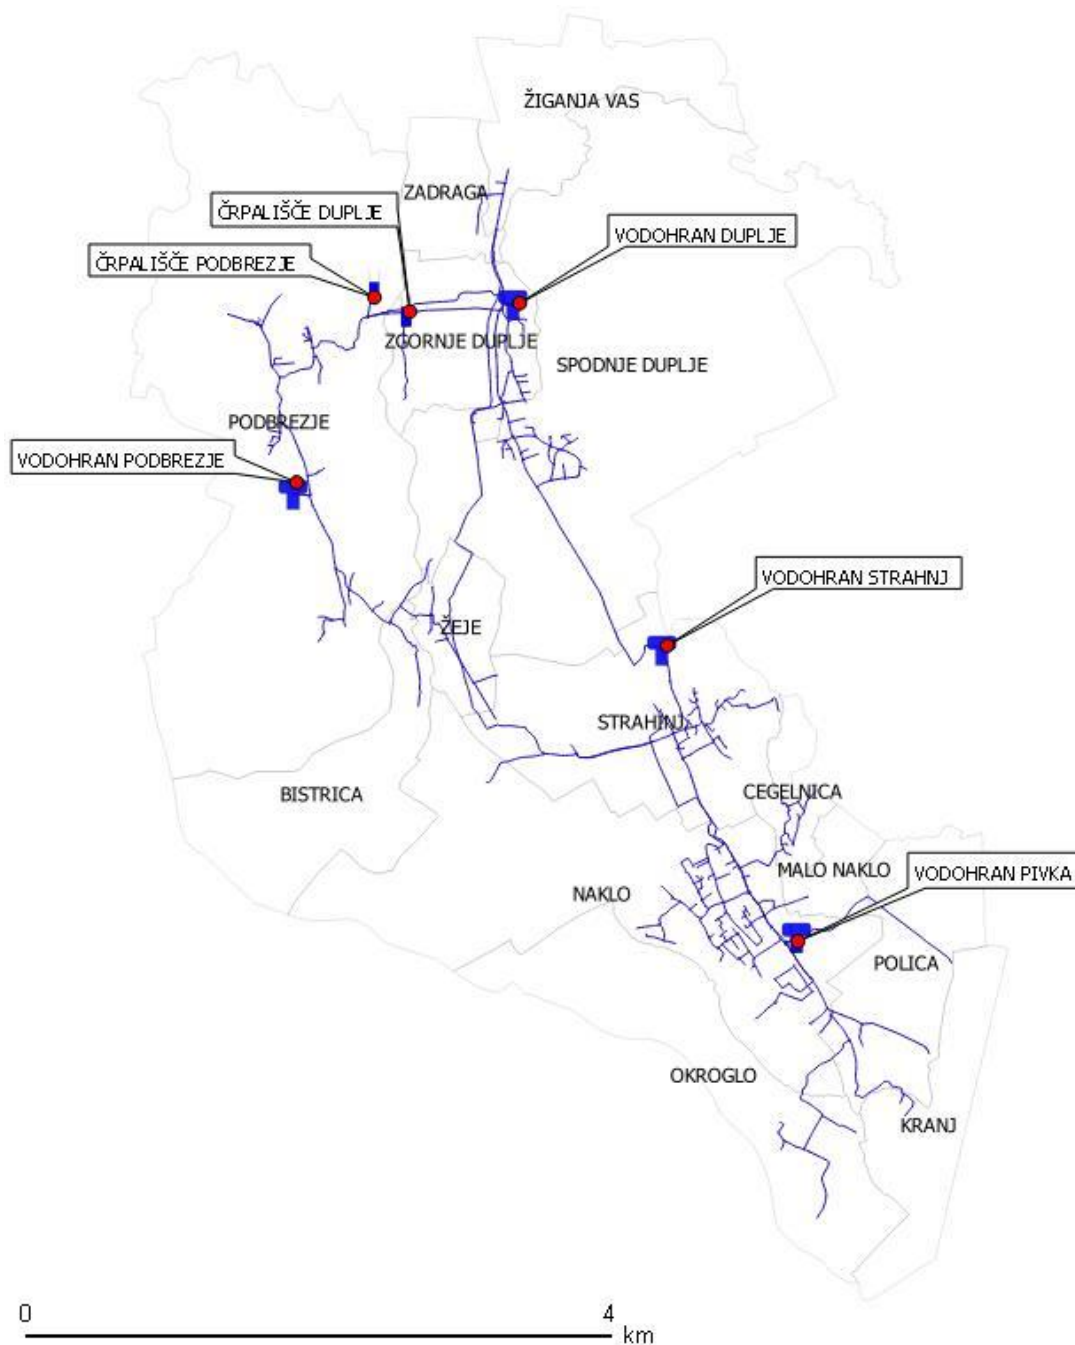 ŽIGANJA VAS
ZADRAGA
ČRPALIŠČE DUPLJE
VODOHRAN DUPLJE
ČRPALIŠČE PODBREZJE
ZGORNJE DUPLJE
SPODNJE DUPLJE
PODBREZJE
VODOHRAN PODBREZJE
VODOHRAN STRAHNJ
ŽEJE
STRAHINJ
CEGELNICA
BISTRICA
MALO NAKLO
VODOHRAN PIVKA
NAKLO
POLICA
OKROGLO
KRANJ
0 4
km